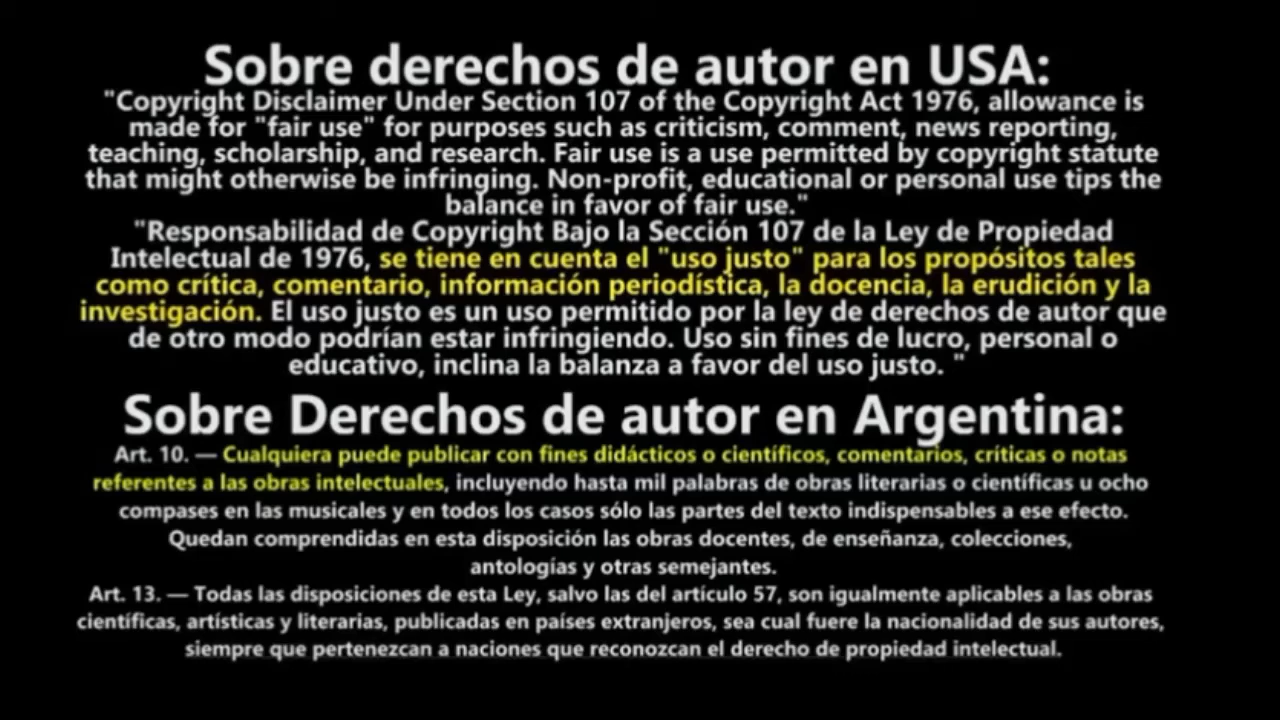 Sobre derechos de autor en USA:
"Copyright Disclaimer Under Section 107 of the Copyright Act 1976, allowance is
made for "fair use" for purposes such as criticism, comment, news reporting,
teaching, scholarship, and research. Fair use is a use permitted by copyright statute
that might otherwise be infringing. Non-profit, educational or personal use tips the
balance in favor of fair use."
"Responsabilidad de Copyright Bajo la Sección 107 de la Ley de Propiedad
Intelectual de 1976, se tiene en cuenta el "uso justo" para los propósitos tales
como crítica, comentario, información periodística, la docencia, la erudición y la
investigación. El uso justo es un uso permitido por la ley de derechos de autor que
de otro modo podrían estar infringiendo. Uso sin fines de lucro, personal o
educativo, inclina la balanza a favor del uso justo. "
Sobre Derechos de autor en Argentina:
Art. 10. — Cualquiera puede publicar con fines didácticos o científicos, comentarios, críticas o notas
referentes a las obras intelectuales, incluyendo hasta mil palabras de obras literarias o científicas u ocho
compases en las musicales y en todos los casos sólo las partes del texto indispensables a ese efecto.
Quedan comprendidas en esta disposición las obras docentes, de enseñanza, colecciones,
antologías y otras semejantes.
Art. 13. — Todas las disposiciones de esta Ley, salvo las del artículo 57, son igualmente aplicables a las obras
científicas, artísticas y literarias, publicadas en países extranjeros, sea cual fuere la nacionalidad de sus autores,
siempre que pertenezcan a naciones que reconozcan el derecho de propiedad intelectual.